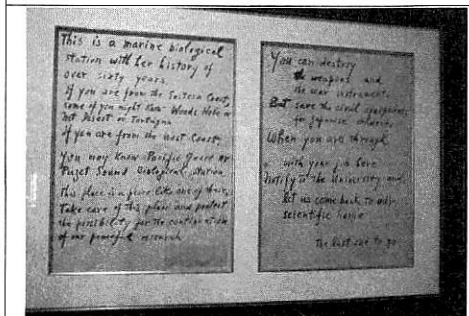 This is a marine biological
station with her history of
over sixty years.
If you are from the Eastern Coast,
some of you might know Woods Hole or
Mt Desert or Tortugas
If you are from the West Coast,
You may know Pacific Grove or
Puget Sound Biological Station
This place is a place like one of these.
Take care of this place and protect
the possibility for the continuation
of our peaceful research
You can destroy
the weapons and
the war instruments
But save the civil equipments
for Japanese students
When you are through
with your job here
Notify to the University and
let us come back to our
scientific home
The last one to go